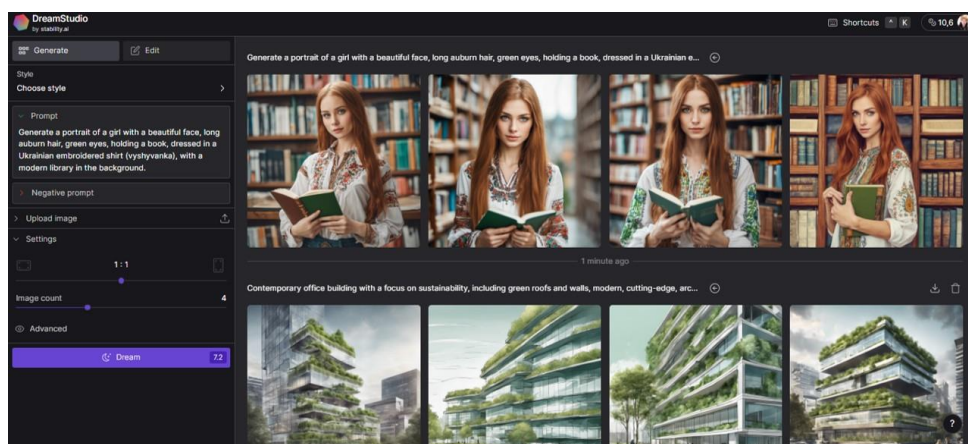 DreamStudio
by stability.ai
Shortcuts ^ K 10,6
Generate Edit
Style
Choose style
Prompt
Generate a portrait of a girl with a beautiful face, long
auburn hair, green eyes, holding a book, dressed in a
Ukrainian embroidered shirt (vyshyvanka), with a
modern library in the background.
Negative prompt
Upload image
Settings
1:1
Image count 4
Advanced
Dream 7.2
Generate a portrait of a girl with a beautiful face, long auburn hair, green eyes, holding a book, dressed in a Ukrainian e...
1 minute ago
Contemporary office building with a focus on sustainability, including green roofs and walls, modern, cutting-edge, arc...
?